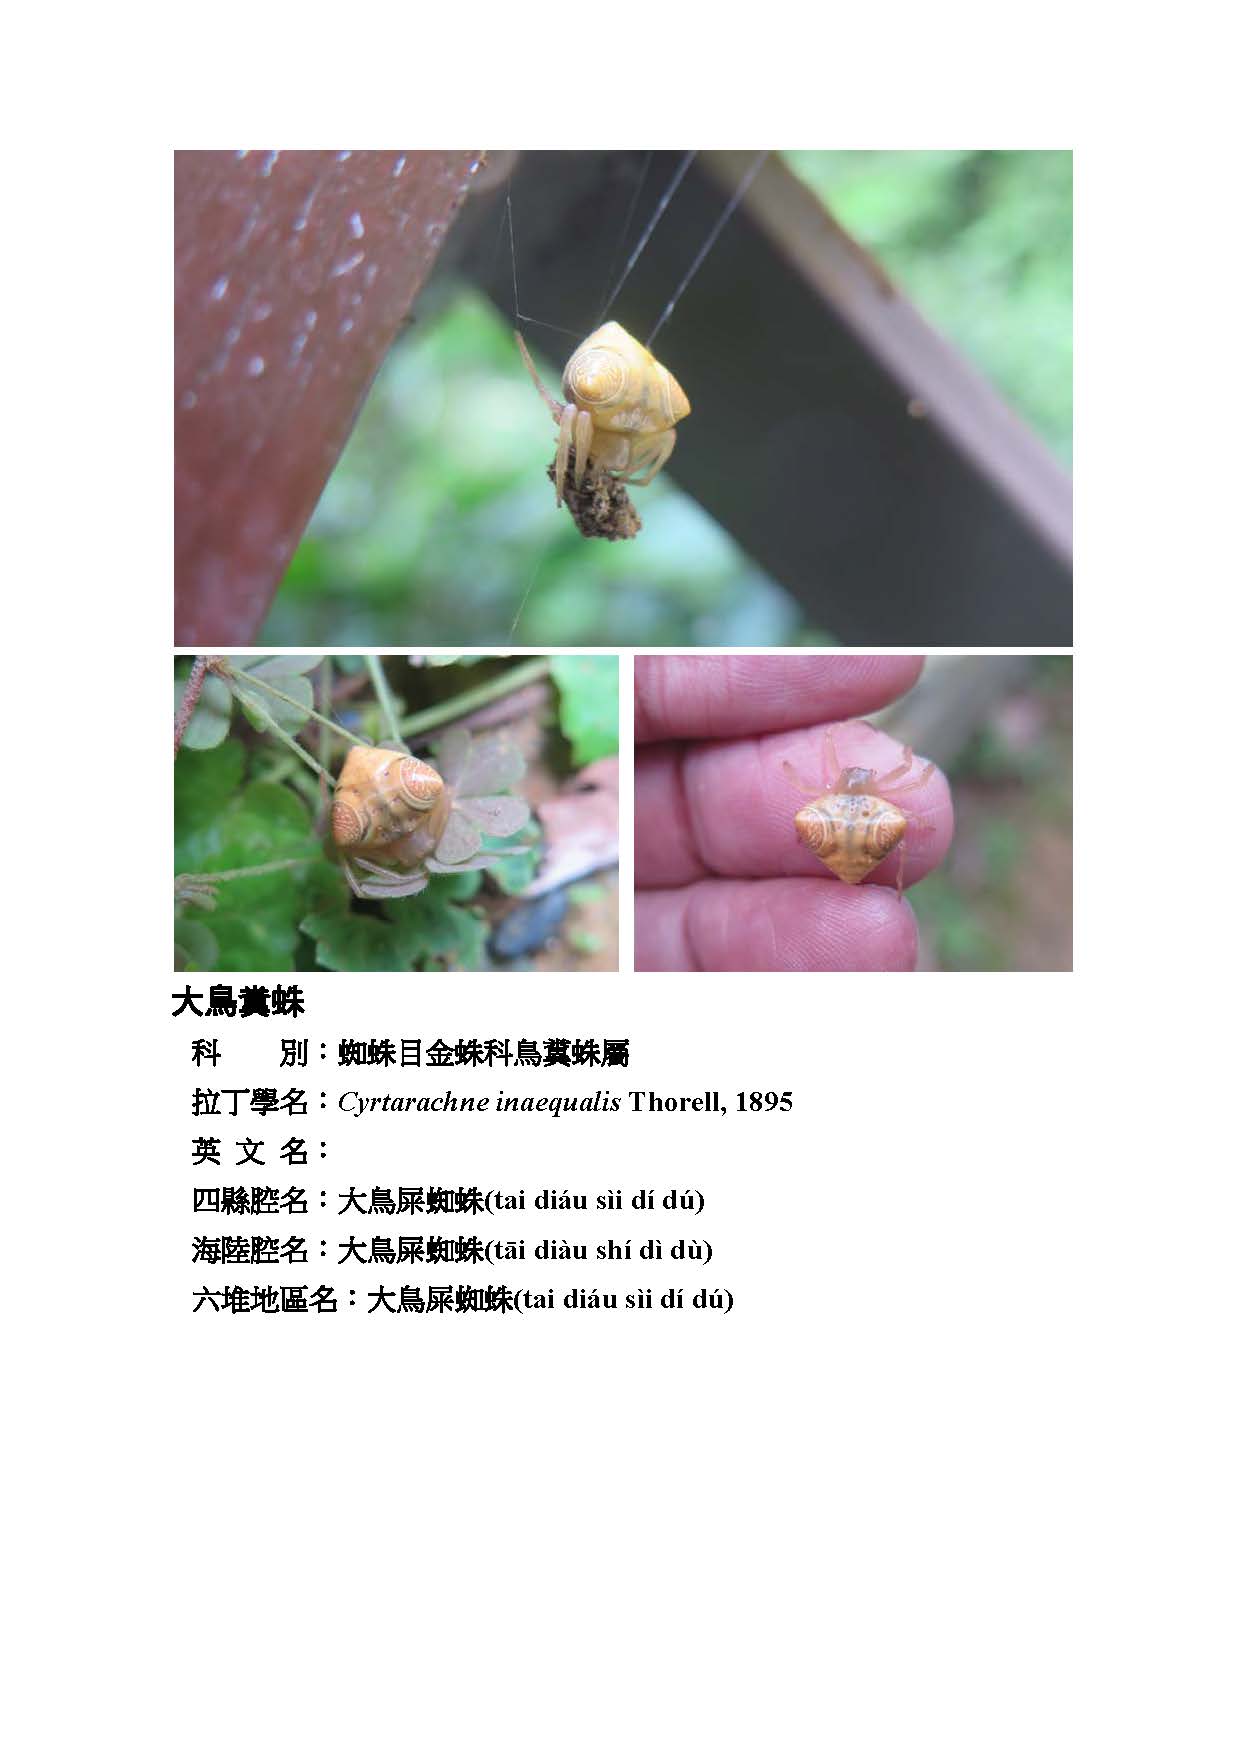 大鳥糞蛛
科　　別：蜘蛛目金蛛科鳥糞蛛屬
拉丁學名：Cyrtarachne inaequalis Thorell, 1895
英 文 名：
四縣腔名：大鳥屎蜘蛛(tai diáu sìi dí dú)
海陸腔名：大鳥屎蜘蛛(tāi diàu shí dì dù)
六堆地區名：大鳥屎蜘蛛(tai diáu sìi dí dú)